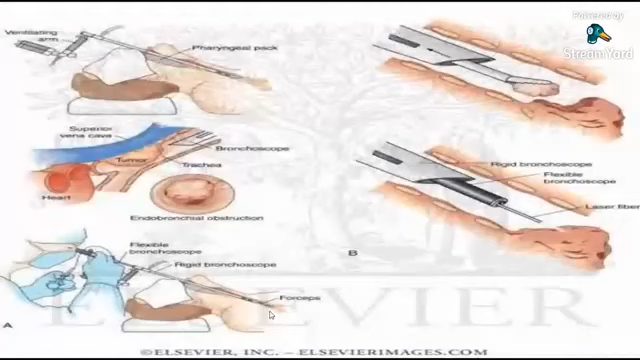 Powered by
StreamYard
Ventilating
arm
Pharyngeal pack
Superior
vena cava
Bronchoscope
Tumor
Trachea
Heart
Endobronchial obstruction
Flexible
bronchoscope
Rigid bronchoscope
Forceps
A
Rigid bronchoscope
Flexible
bronchoscope
Laser fiber
B
ELSEVIER
©ELSEVIER, INC. – ELSEVIERIMAGES.COM